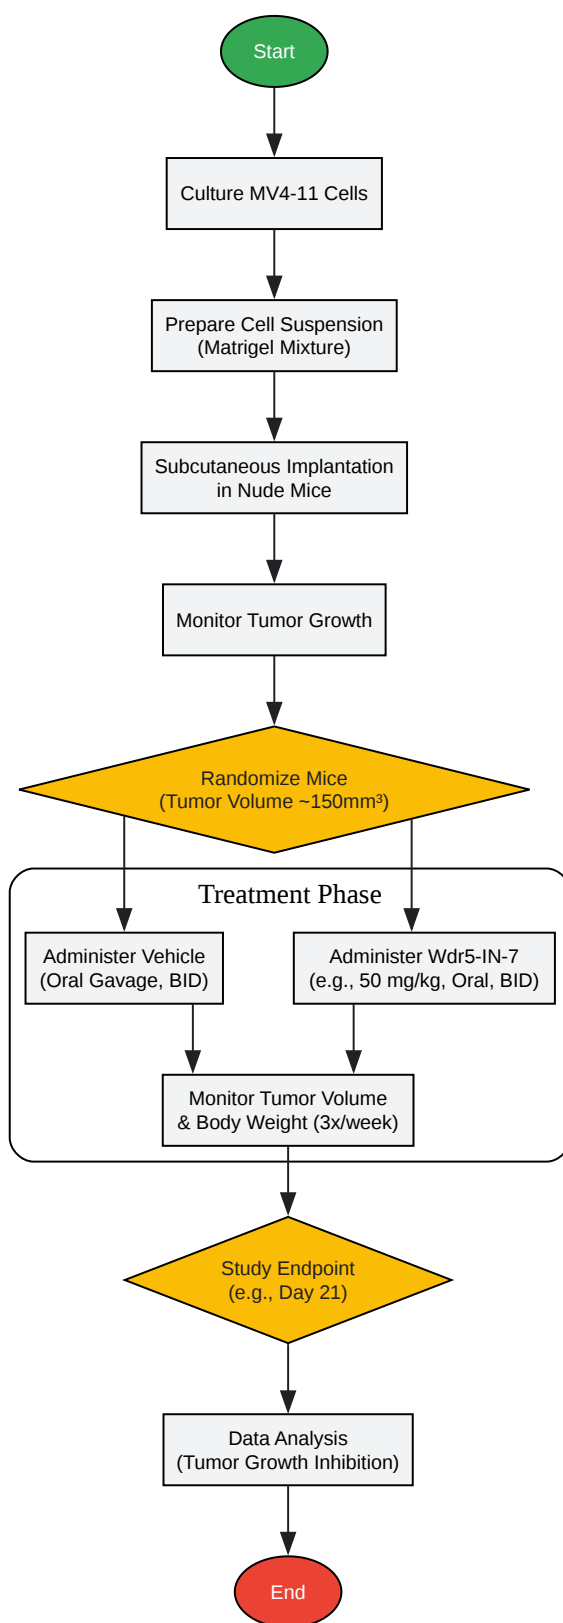 Start
Culture MV4-11 Cells
Prepare Cell Suspension
(Matrigel Mixture)
Subcutaneous Implantation
in Nude Mice
Monitor Tumor Growth
Randomize Mice
(Tumor Volume ~150mm³)
Treatment Phase
Administer Vehicle
(Oral Gavage, BID)
Administer Wdr5-IN-7
(e.g., 50 mg/kg, Oral, BID)
Monitor Tumor Volume
& Body Weight (3x/week)
Study Endpoint
(e.g., Day 21)
Data Analysis
(Tumor Growth Inhibition)
End